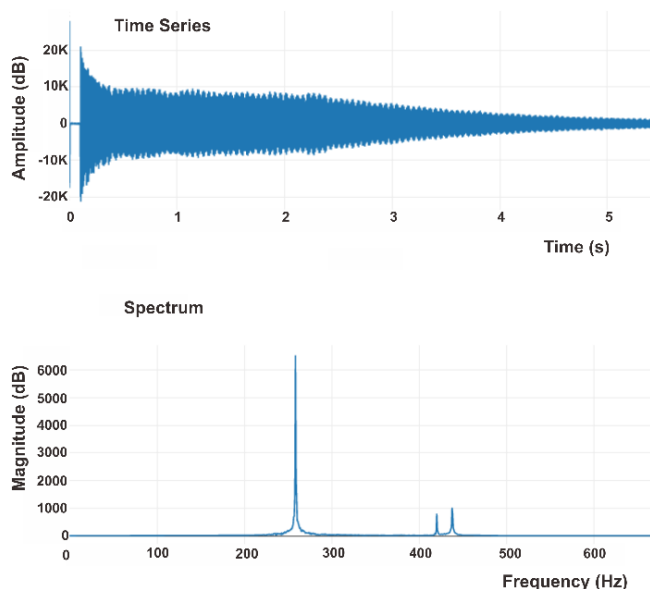 Time Series
Amplitude (dB)
20K
10K
0
-10K
-20K
0 1 2 3 4 5
Time (s)
Spectrum
Magnitude (dB)
6000
5000
4000
3000
2000
1000
0
0 100 200 300 400 500 600
Frequency (Hz)